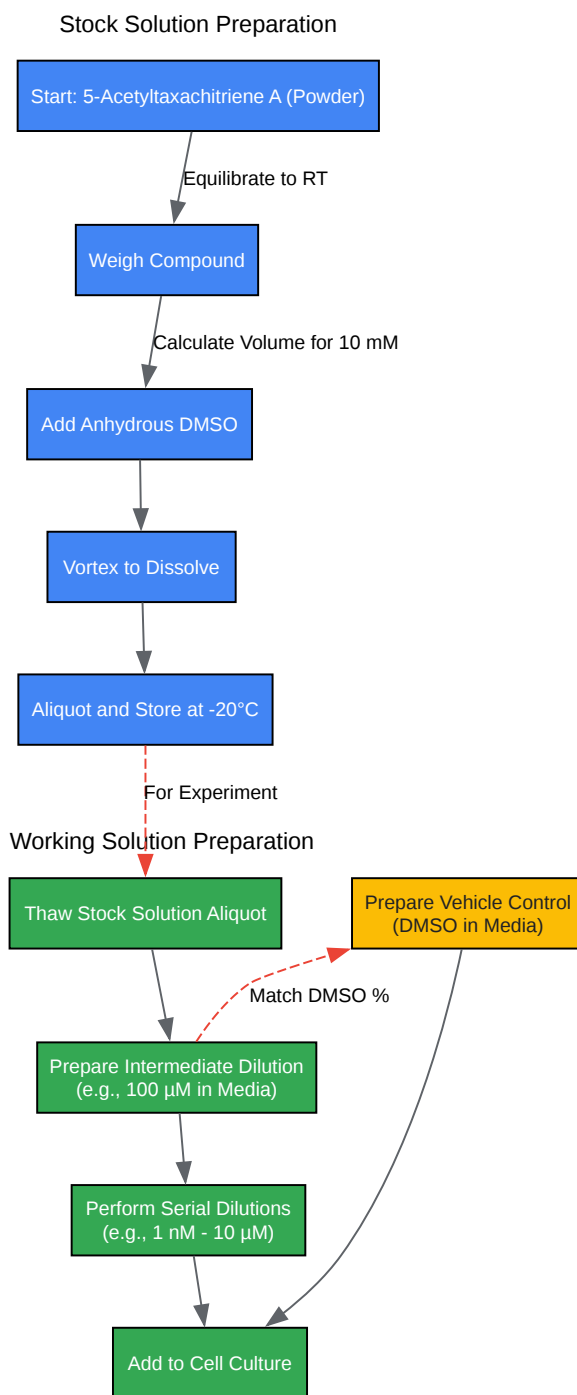 Stock Solution Preparation
Start: 5-Acetyltaxachitriene A (Powder)
Equilibrate to RT
Weigh Compound
Calculate Volume for 10 mM
Add Anhydrous DMSO
Vortex to Dissolve
Aliquot and Store at -20°C
For Experiment
Working Solution Preparation
Thaw Stock Solution Aliquot
Prepare Vehicle Control
(DMSO in Media)
Match DMSO %
Prepare Intermediate Dilution
(e.g., 100 µM in Media)
Perform Serial Dilutions
(e.g., 1 nM - 10 µM)
Add to Cell Culture